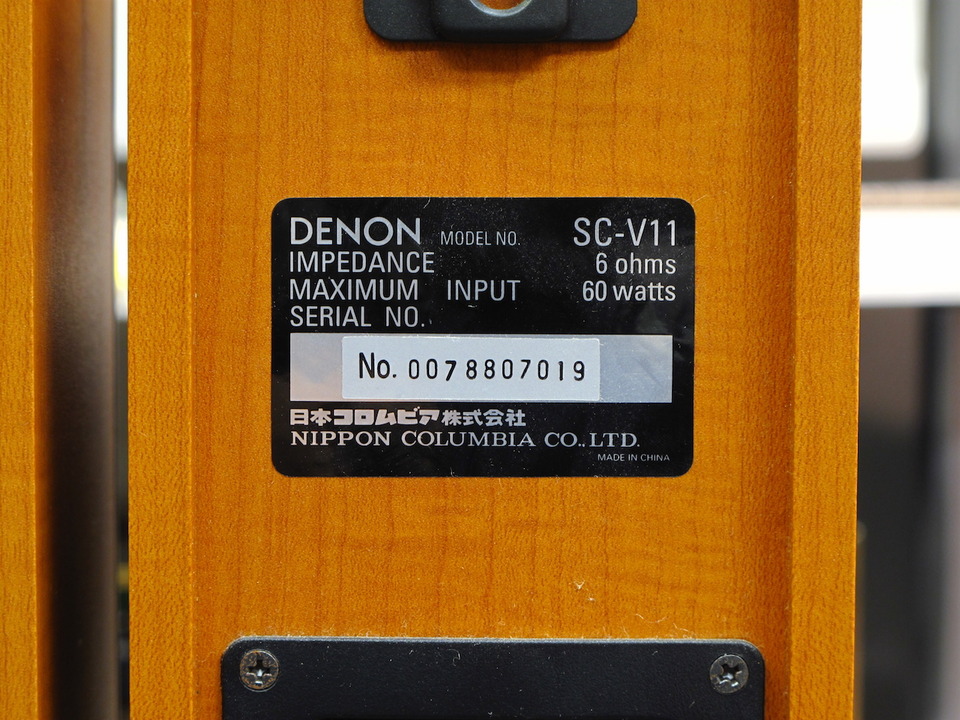 DENON MODEL NO. SC-V11
IMPEDANCE 6 ohms
MAXIMUM INPUT 60 watts
SERIAL NO.
No. 0078807019
日本コロムビア株式会社
NIPPON COLUMBIA CO., LTD.
MADE IN CHINA